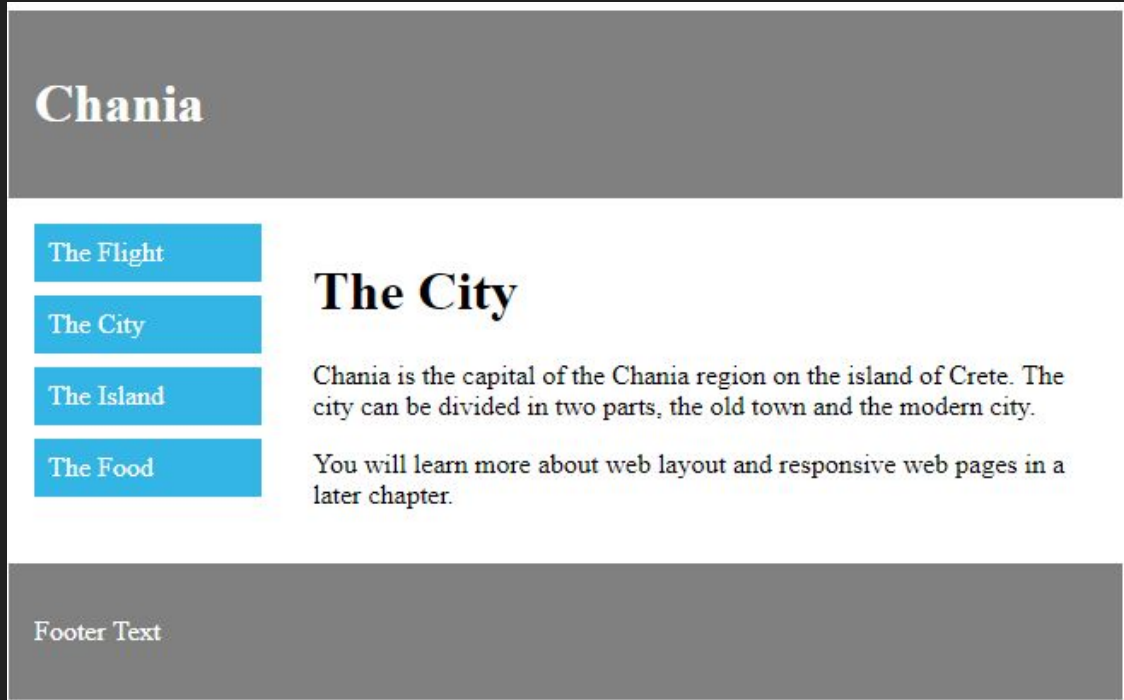 Chania
The Flight
The City
The Island
The Food
The City
Chania is the capital of the Chania region on the island of Crete. The
city can be divided in two parts, the old town and the modern city.
You will learn more about web layout and responsive web pages in a
later chapter.
Footer Text